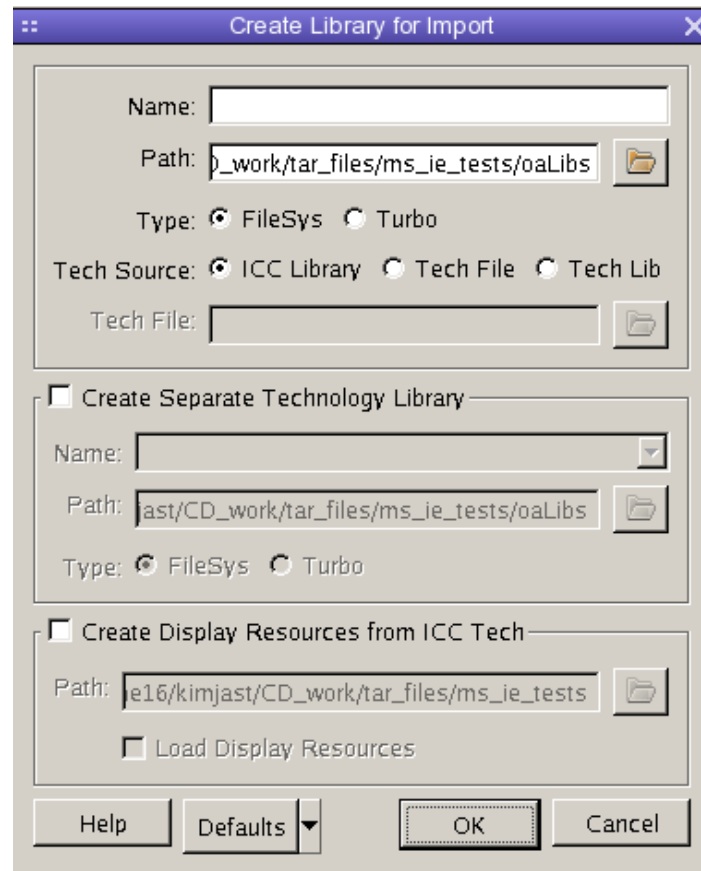 Create Library for Import
Name:
Path: D_work/tar_files/ms_ie_tests/oaLibs
Type: FileSys Turbo
Tech Source: ICC Library Tech File Tech Lib
Tech File:
Create Separate Technology Library
Name:
Path: jast/CD_work/tar_files/ms_ie_tests/oaLibs
Type: FileSys Turbo
Create Display Resources from ICC Tech
Path: ne16/kimjast/CD_work/tar_files/ms_ie_tests
Load Display Resources
Help Defaults OK Cancel